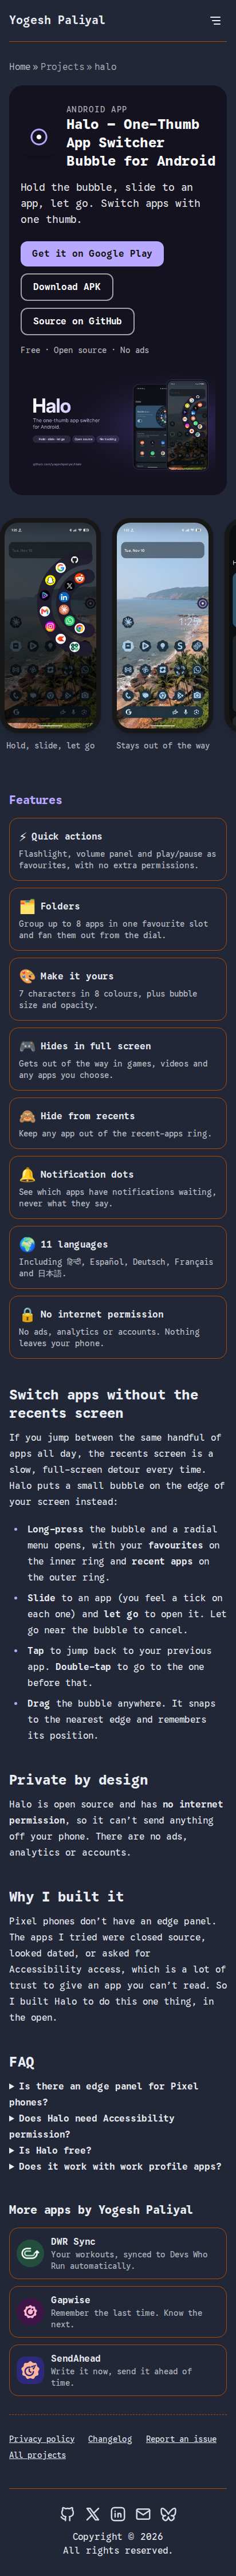 Yogesh Paliyal
Home » Projects » halo
ANDROID APP
Halo – One-Thumb
App Switcher
Bubble for Android
Hold the bubble, slide to an
app, let go. Switch apps with
one thumb.
Get it on Google Play
Download APK
Source on GitHub
Free · Open source · No ads
Halo
The one-thumb app switcher
for Android.
Open source
No tracking
Hold, slide, let go
Stays out of the way
Features
⚡ Quick actions
Flashlight, volume panel and play/pause as
favourites, with no extra permissions.
🗂️ Folders
Group up to 8 apps in one favourite slot
and fan them out from the dial.
🎨 Make it yours
7 characters in 8 colours, plus bubble
size and opacity.
🎮 Hides in full screen
Gets out of the way in games, videos and
any apps you choose.
🙈 Hide from recents
Keep any app out of the recent-apps ring.
🔔 Notification dots
See which apps have notifications waiting,
never what they say.
🌍 11 languages
Including हिन्दी, Español, Deutsch, Français
and 日本語.
🔒 No internet permission
No ads, analytics or accounts. Nothing
leaves your phone.
Switch apps without the
recents screen
If you jump between the same handful of
apps all day, the recents screen is a
slow, full-screen detour every time.
Halo puts a small bubble on the edge of
your screen instead:
• Long-press the bubble and a radial
menu opens, with your favourites on
the inner ring and recent apps on
the outer ring.
• Slide to an app (you feel a tick on
each one) and let go to open it. Let
go near the bubble to cancel.
• Tap to jump back to your previous
app. Double-tap to go to the one
before that.
• Drag the bubble anywhere. It snaps
to the nearest edge and remembers
its position.
Private by design
Halo is open source and has no internet
permission, so it can’t send anything
off your phone. There are no ads,
analytics or accounts.
Why I built it
Pixel phones don’t have an edge panel.
The apps I tried were closed source,
looked dated, or asked for
Accessibility access, which is a lot of
trust to give an app you can’t read. So
I built Halo to do this one thing, in
the open.
FAQ
▶ Is there an edge panel for Pixel
phones?
▶ Does Halo need Accessibility
permission?
▶ Is Halo free?
▶ Does it work with work profile apps?
More apps by Yogesh Paliyal
DWR Sync
Your workouts, synced to Devs Who
Run automatically.
Gapwise
Remember the last time. Know the
next.
SendAhead
Write it now, send it ahead of
time.
Privacy policy Changelog Report an issue
All projects
Copyright © 2026
All rights reserved.